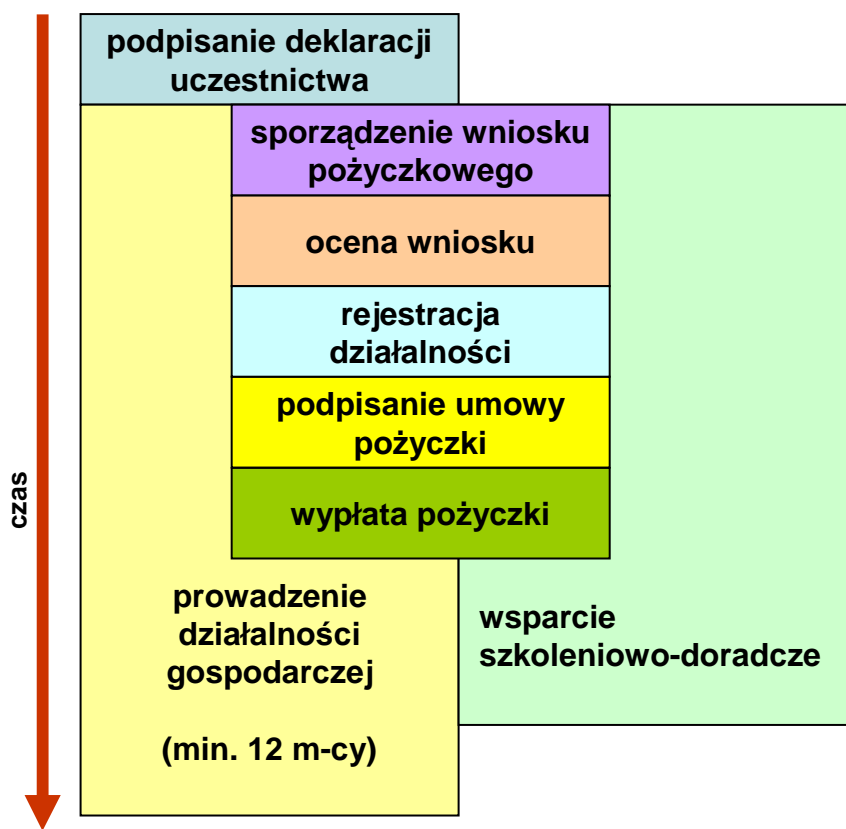 podpisanie deklaracji
uczestnictwa
sporządzenie wniosku
pożyczkowego
ocena wniosku
rejestracja
działalności
podpisanie umowy
pożyczki
wypłata pożyczki
czas
prowadzenie
działalności
gospodarczej
(min. 12 m-cy)
wsparcie
szkoleniowo-doradcze